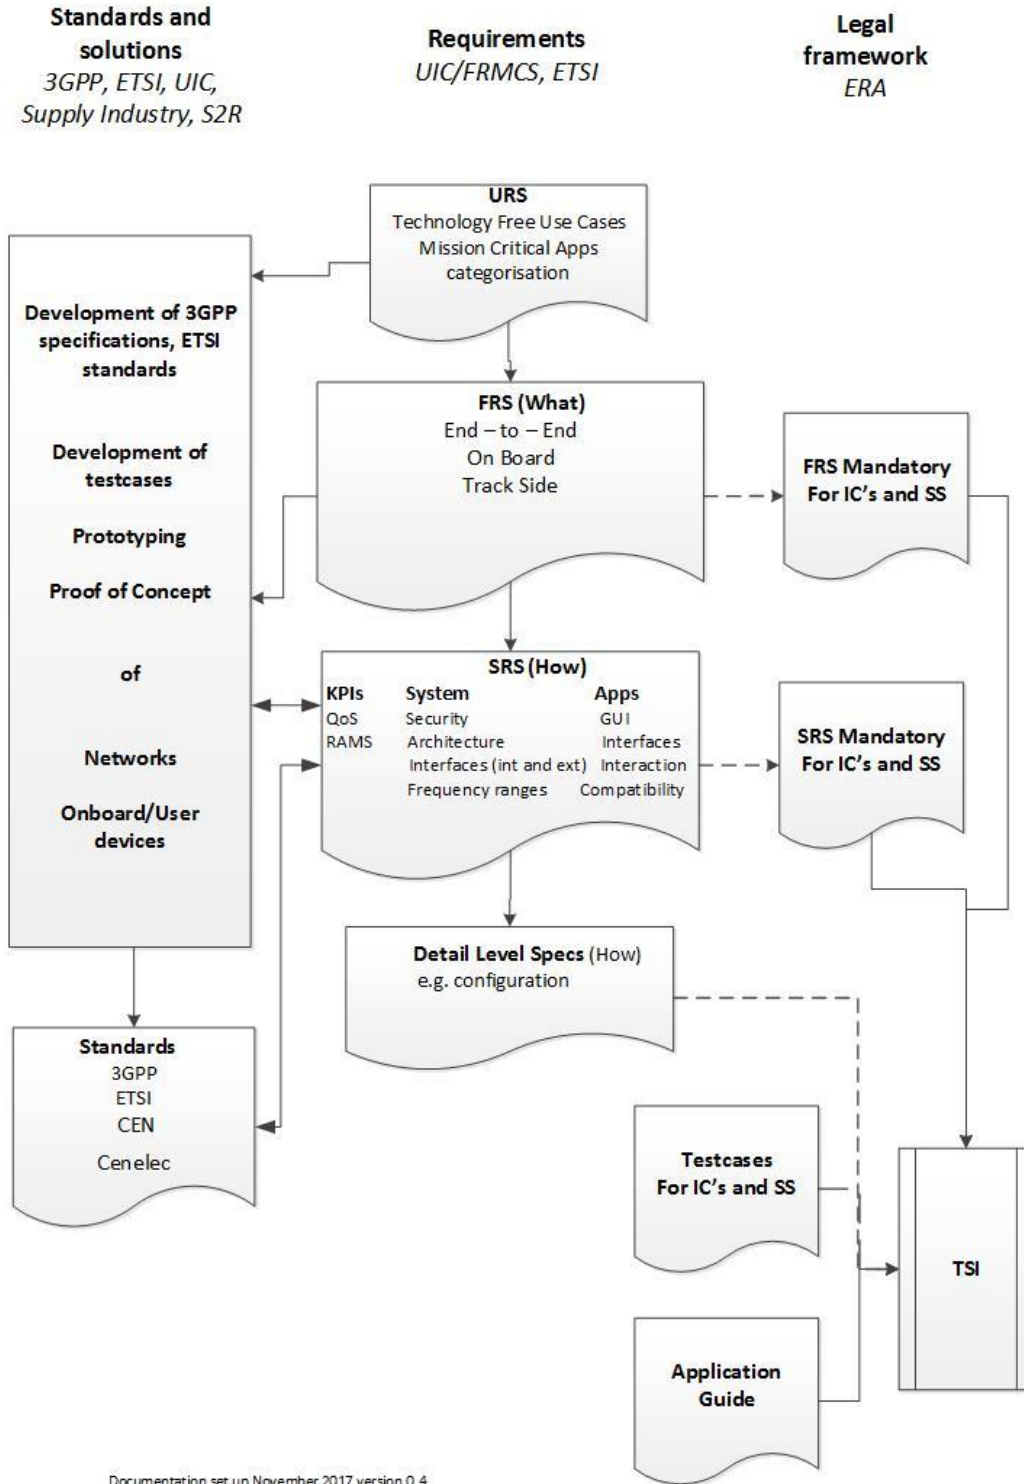 Standards and
solutions
3GPP, ETSI, UIC,
Supply Industry, S2R
Requirements
UIC/FRMCS, ETSI
Legal
framework
ERA
URS
Technology Free Use Cases
Mission Critical Apps
categorisation
Development of 3GPP
specifications, ETSI
standards
Development of
testcases
Prototyping
Proof of Concept
of
Networks
Onboard/User
devices
FRS (What)
End – to – End
On Board
Track Side
FRS Mandatory
For IC's and SS
SRS (How)
KPIs System Apps
QoS Security GUI
RAMS Architecture Interfaces
Interfaces (int and ext) Interaction
Frequency ranges Compatibility
SRS Mandatory
For IC's and SS
Detail Level Specs (How)
e.g. configuration
Standards
3GPP
ETSI
CEN
Cenelec
Testcases
For IC's and SS
TSI
Application
Guide
Documentation set up November 2017 version 0.4